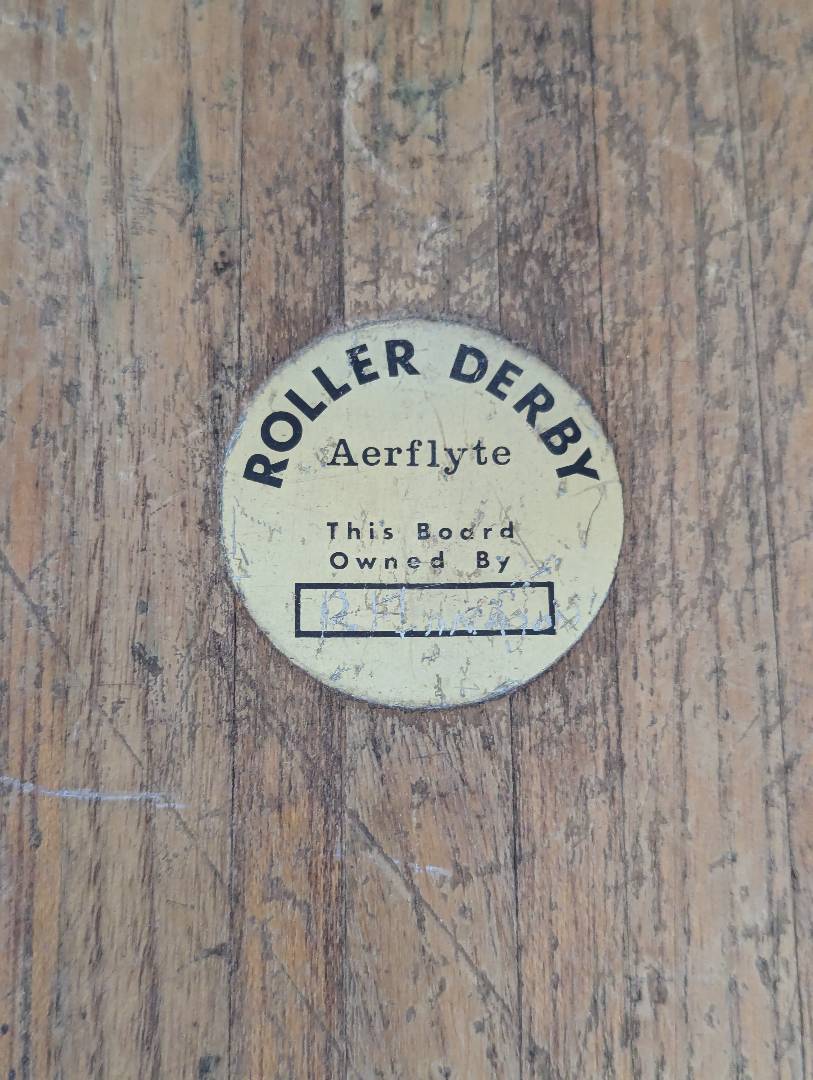 ROLLER DERBY
Aerflyte
This Board
Owned By